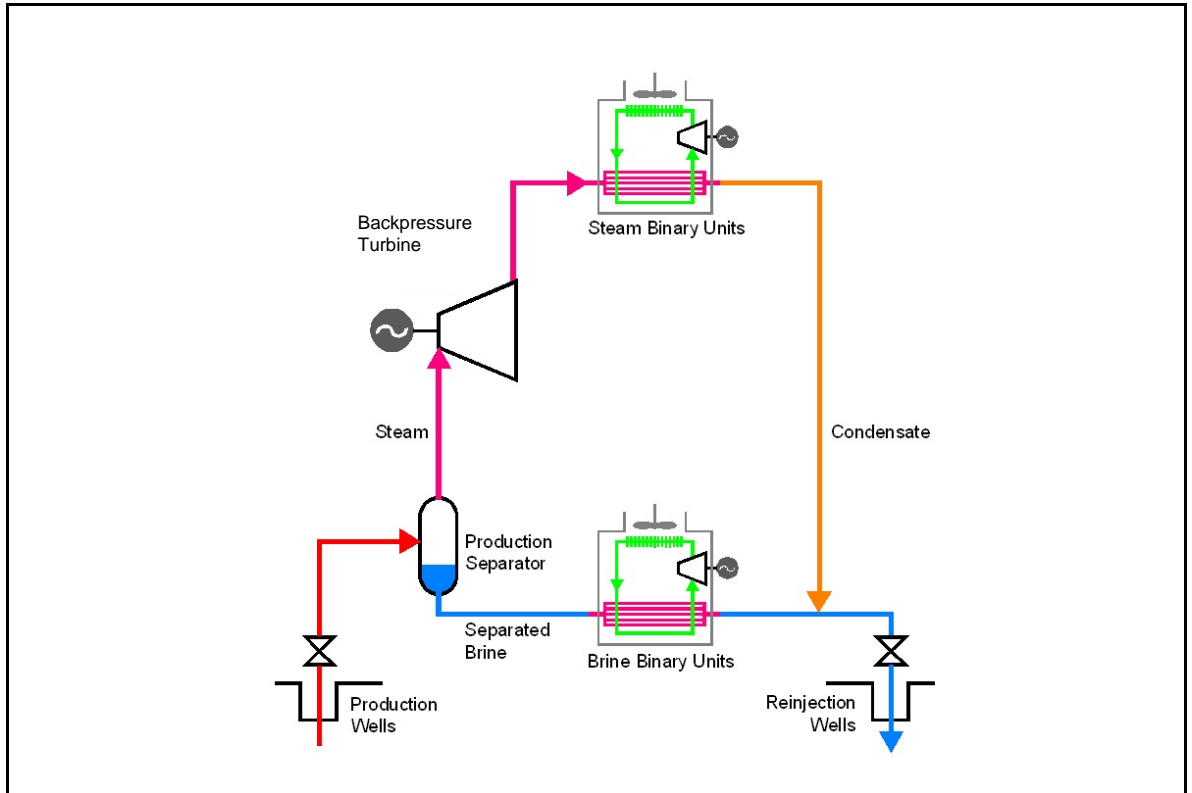 Steam Binary Units
Backpressure
Turbine
Steam
Condensate
Production
Separator
Separated
Brine
Brine Binary Units
Production
Wells
Reinjection
Wells